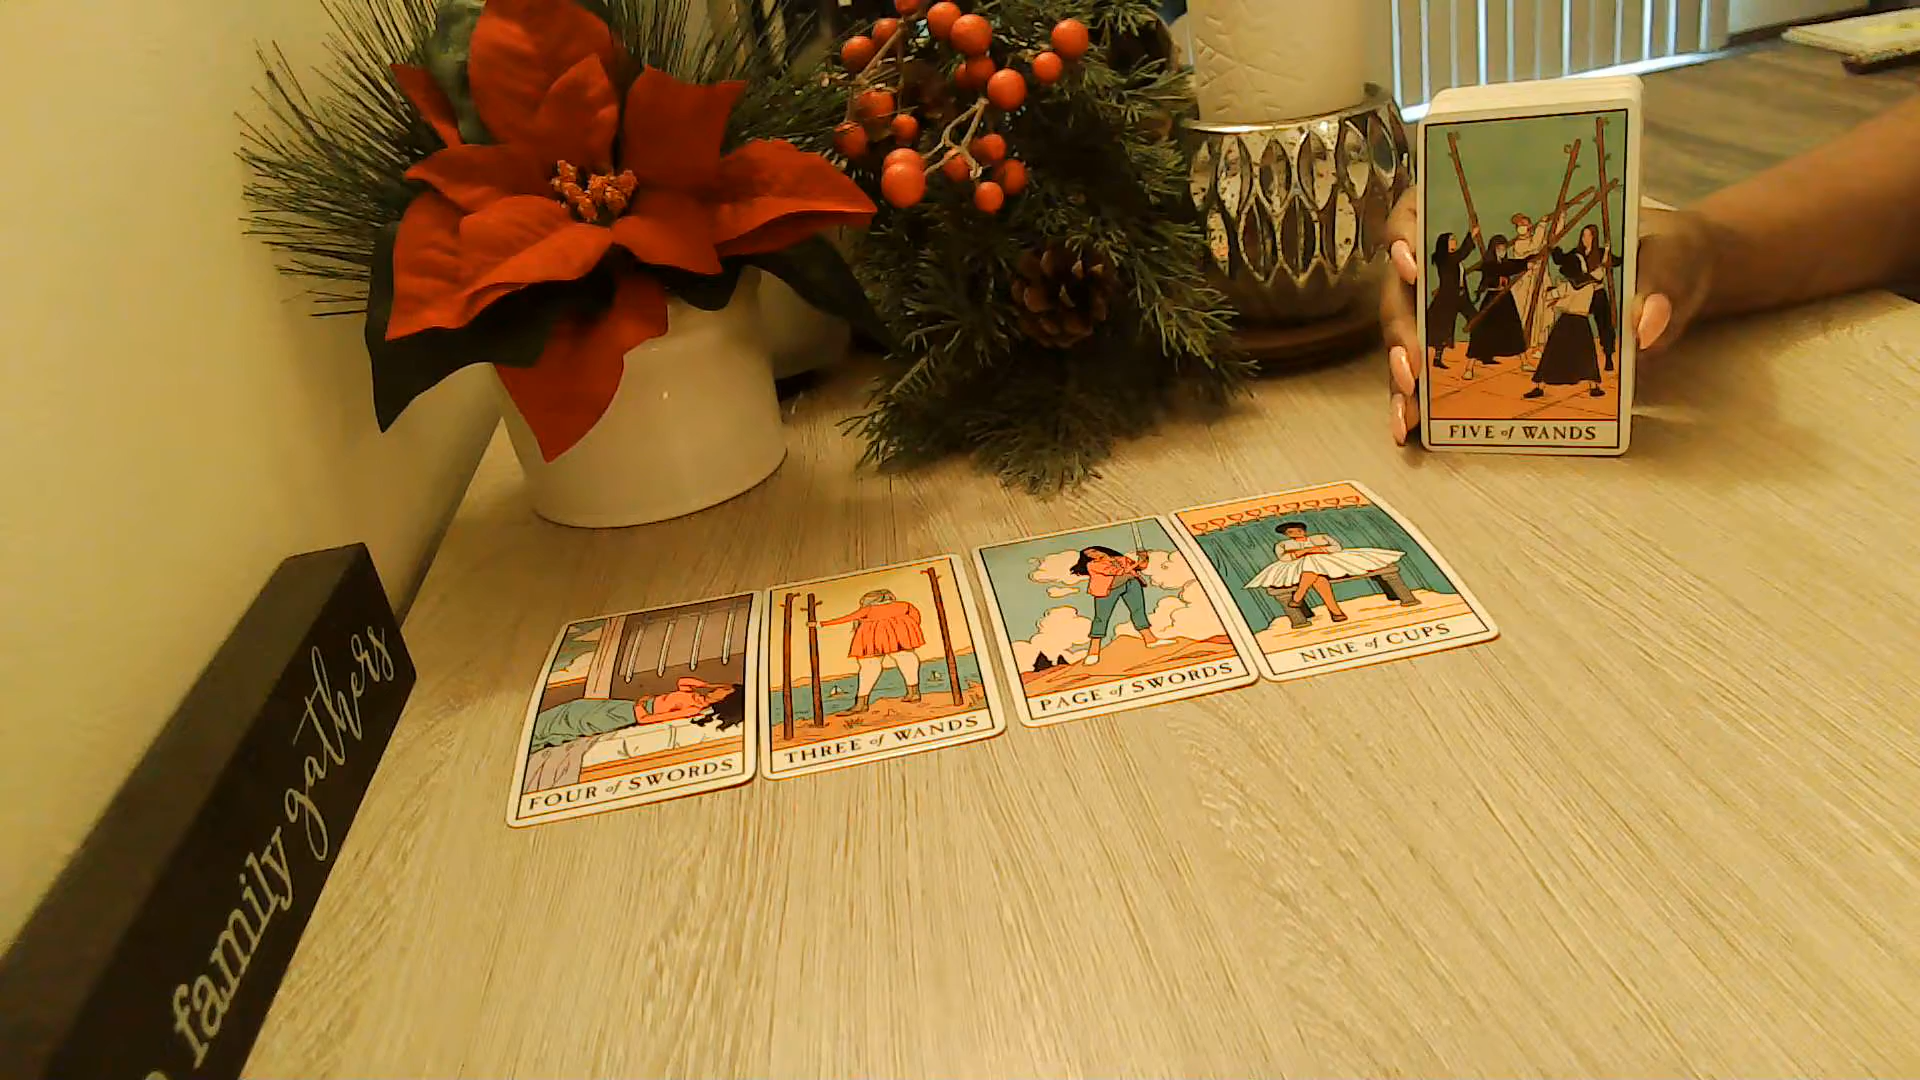 FIVE of WANDS
NINE of CUPS
PAGE of SWORDS
THREE of WANDS
FOUR of SWORDS
family gathers